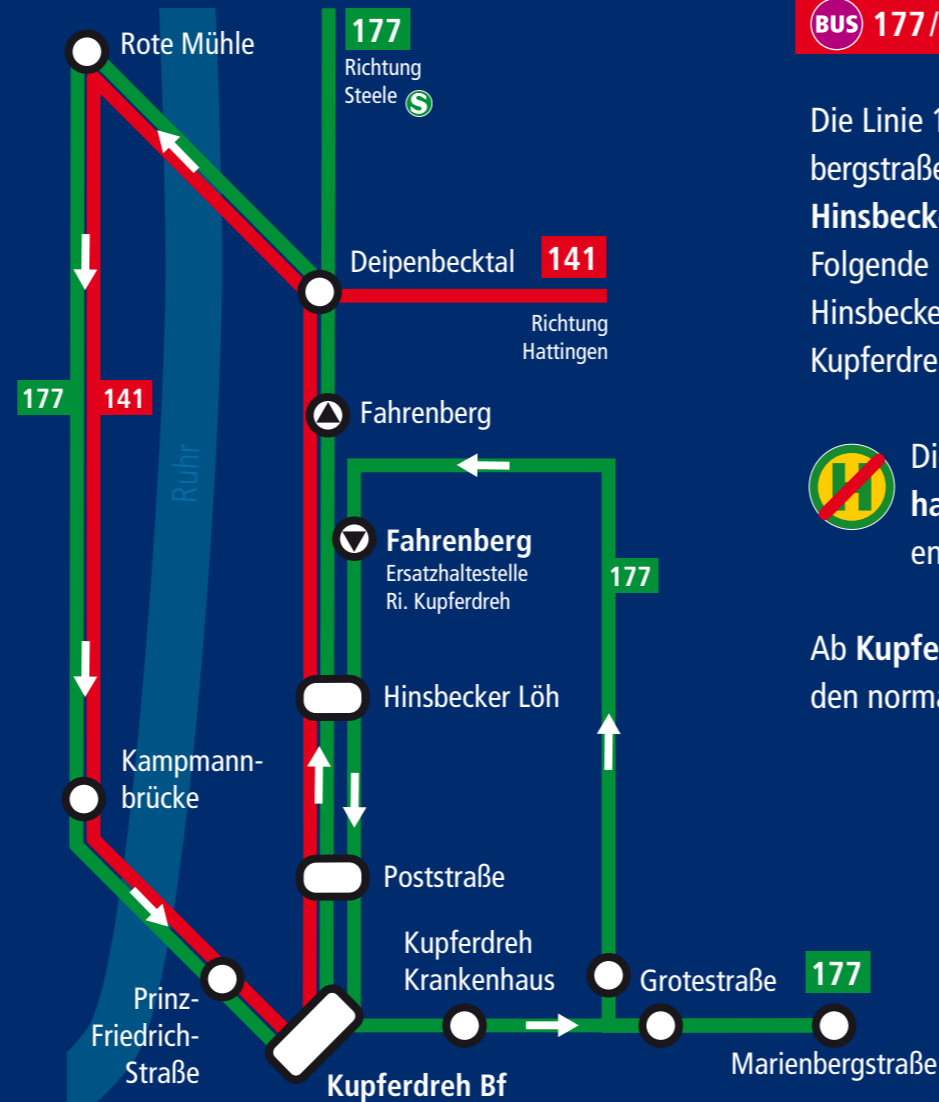 Rote Mühle
177
Richtung
Steele S
Deipenbecktal 141
Richtung
Hattingen
177 141
Ruhr
Fahrenberg
Fahrenberg
Ersatzhaltestelle
Ri. Kupferdreh
177
Hinsbecker Löh
Kampmann-
brücke
Poststraße
Kupferdreh
Krankenhaus
Grotestraße
177
Prinz-
Friedrich-
Straße
Kupferdreh Bf
Marienbergstraße
BUS 177/
Die Linie 1
bergstraße
Hinsbeck
Folgende
Hinsbecke
Kupferdre
H
Di
ha
en
Ab Kupfe
den norma